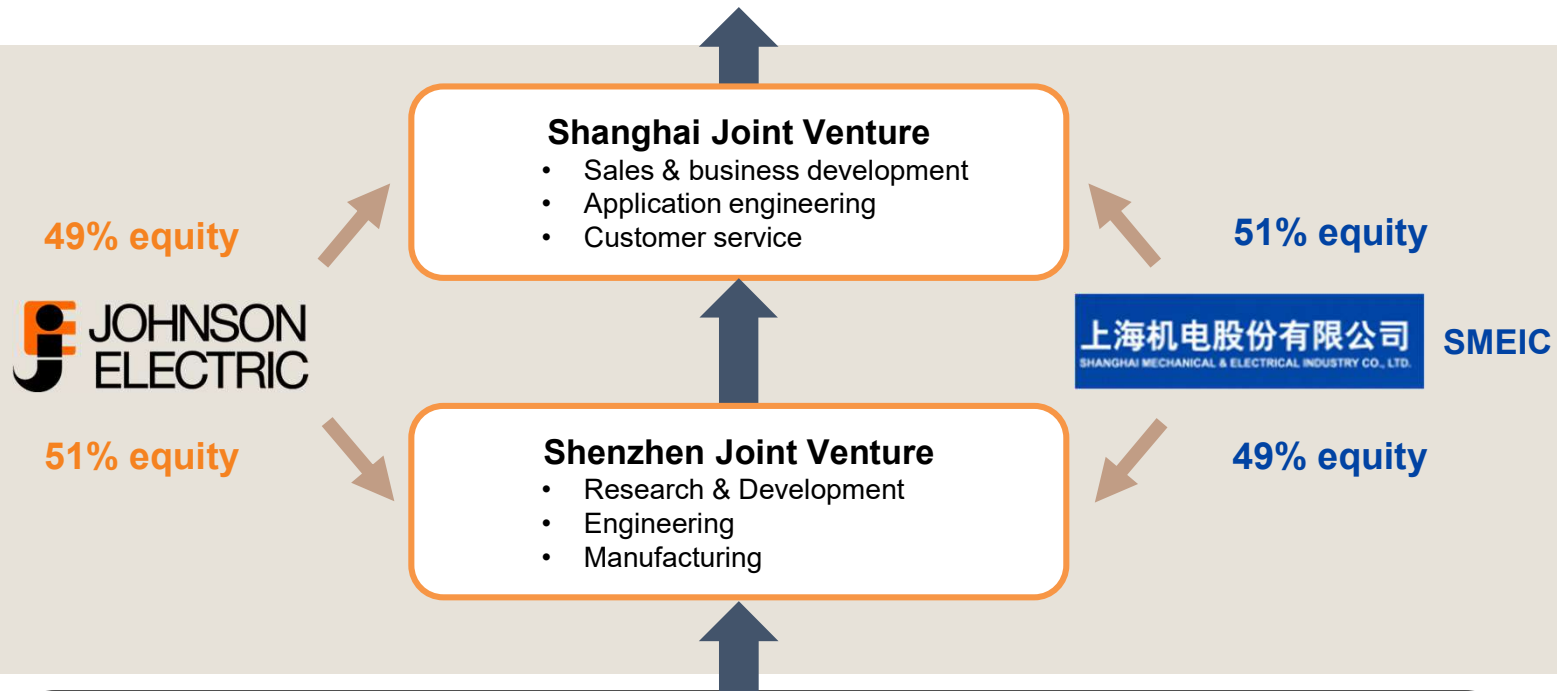 Shanghai Joint Venture
• Sales & business development
• Application engineering
• Customer service
49% equity
51% equity
JOHNSON
ELECTRIC
上海机电股份有限公司
SHANGHAI MECHANICAL & ELECTRICAL INDUSTRY CO., LTD.
SMEIC
51% equity
49% equity
Shenzhen Joint Venture
• Research & Development
• Engineering
• Manufacturing